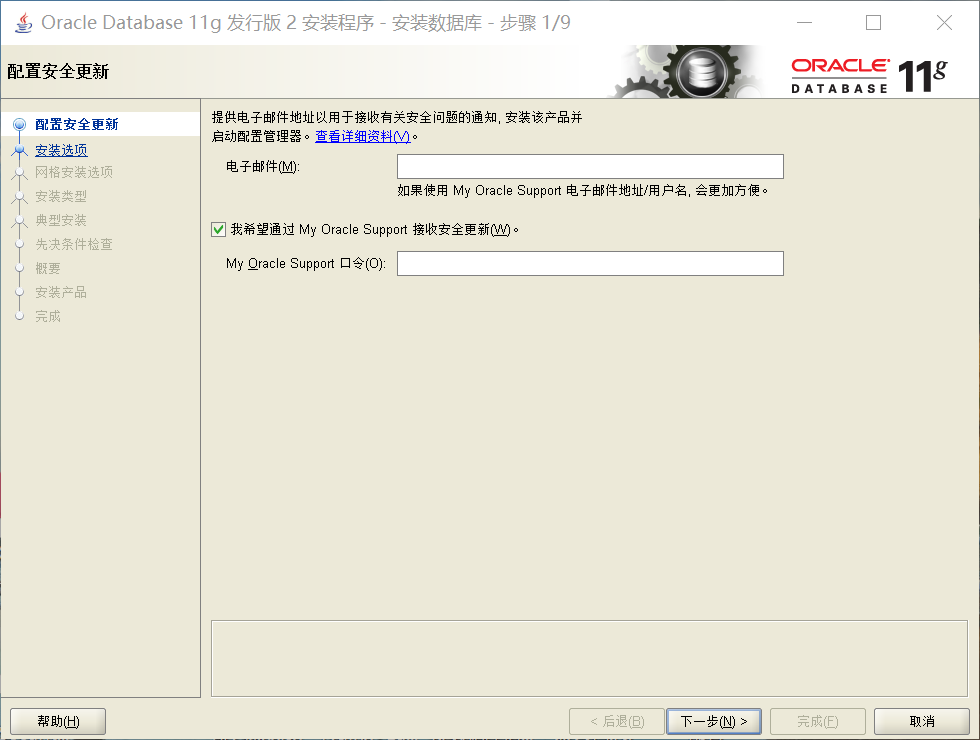 Oracle Database 11g 发行版 2 安装程序 - 安装数据库 - 步骤 1/9
配置安全更新
ORACLE
DATABASE
11g
配置安全更新
安装选项
网格安装选项
安装类型
典型安装
先决条件检查
概要
安装产品
完成
提供电子邮件地址以用于接收有关安全问题的通知, 安装该产品并
启动配置管理器。查看详细资料(V)。
电子邮件(M):
如果使用 My Oracle Support 电子邮件地址/用户名, 会更加方便。
我希望通过 My Oracle Support 接收安全更新(W)。
My Oracle Support 口令(O):
帮助(H)
< 后退(B)
下一步(N) >
完成(F)
取消